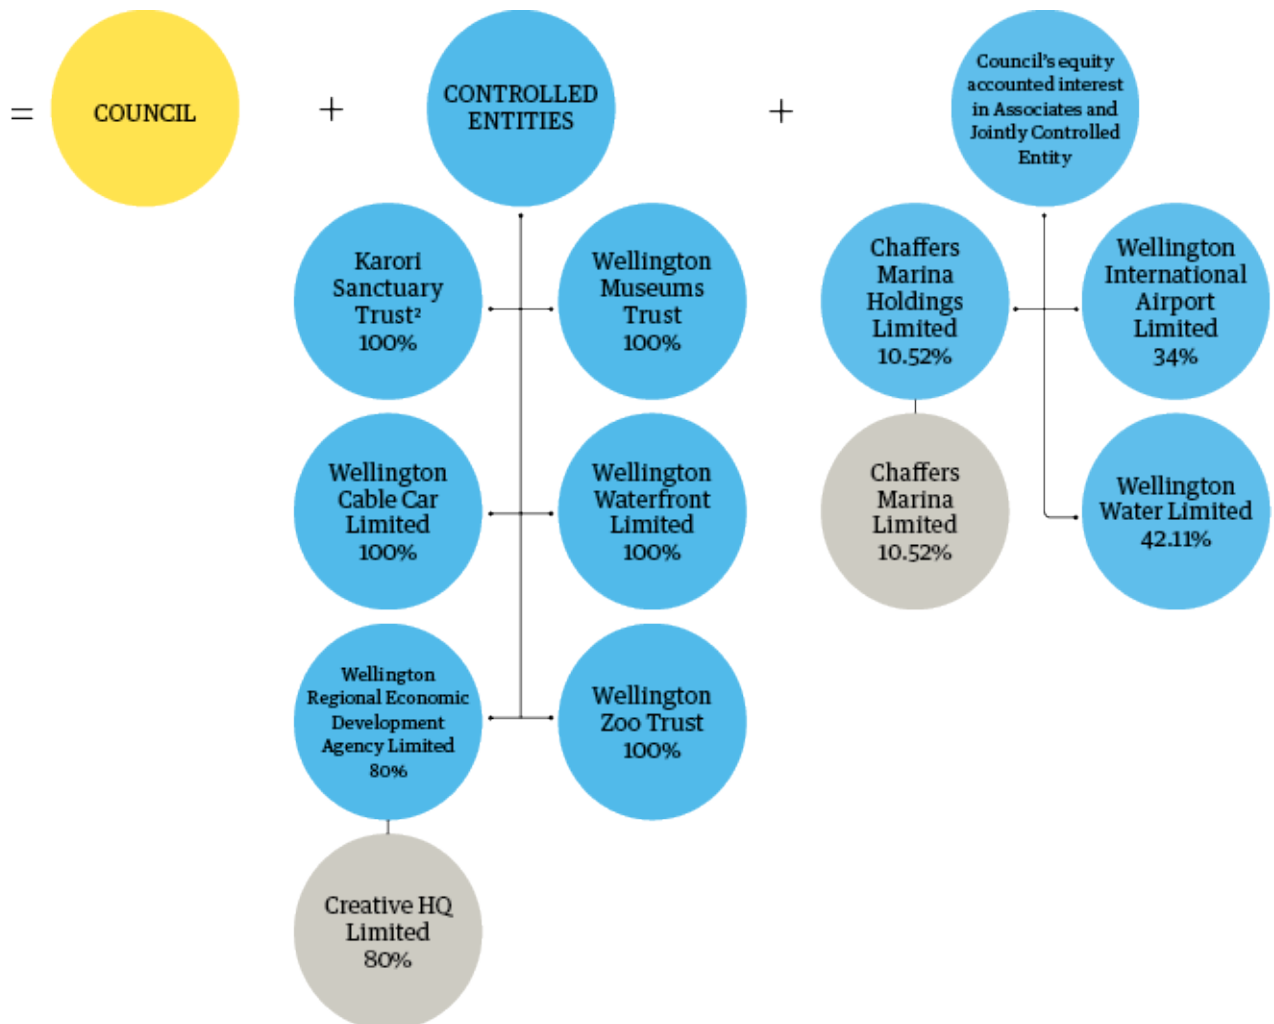 =
COUNCIL
+
CONTROLLED
ENTITIES
+
Council's equity
accounted interest
in Associates and
Jointly Controlled
Entity
Karori
Sanctuary
Trust²
100%
Wellington
Museums
Trust
100%
Chaffers
Marina
Holdings
Limited
10.52%
Wellington
International
Airport
Limited
34%
Wellington
Cable Car
Limited
100%
Wellington
Waterfront
Limited
100%
Chaffers
Marina
Limited
10.52%
Wellington
Water Limited
42.11%
Wellington
Regional Economic
Development
Agency Limited
80%
Wellington
Zoo Trust
100%
Creative HQ
Limited
80%